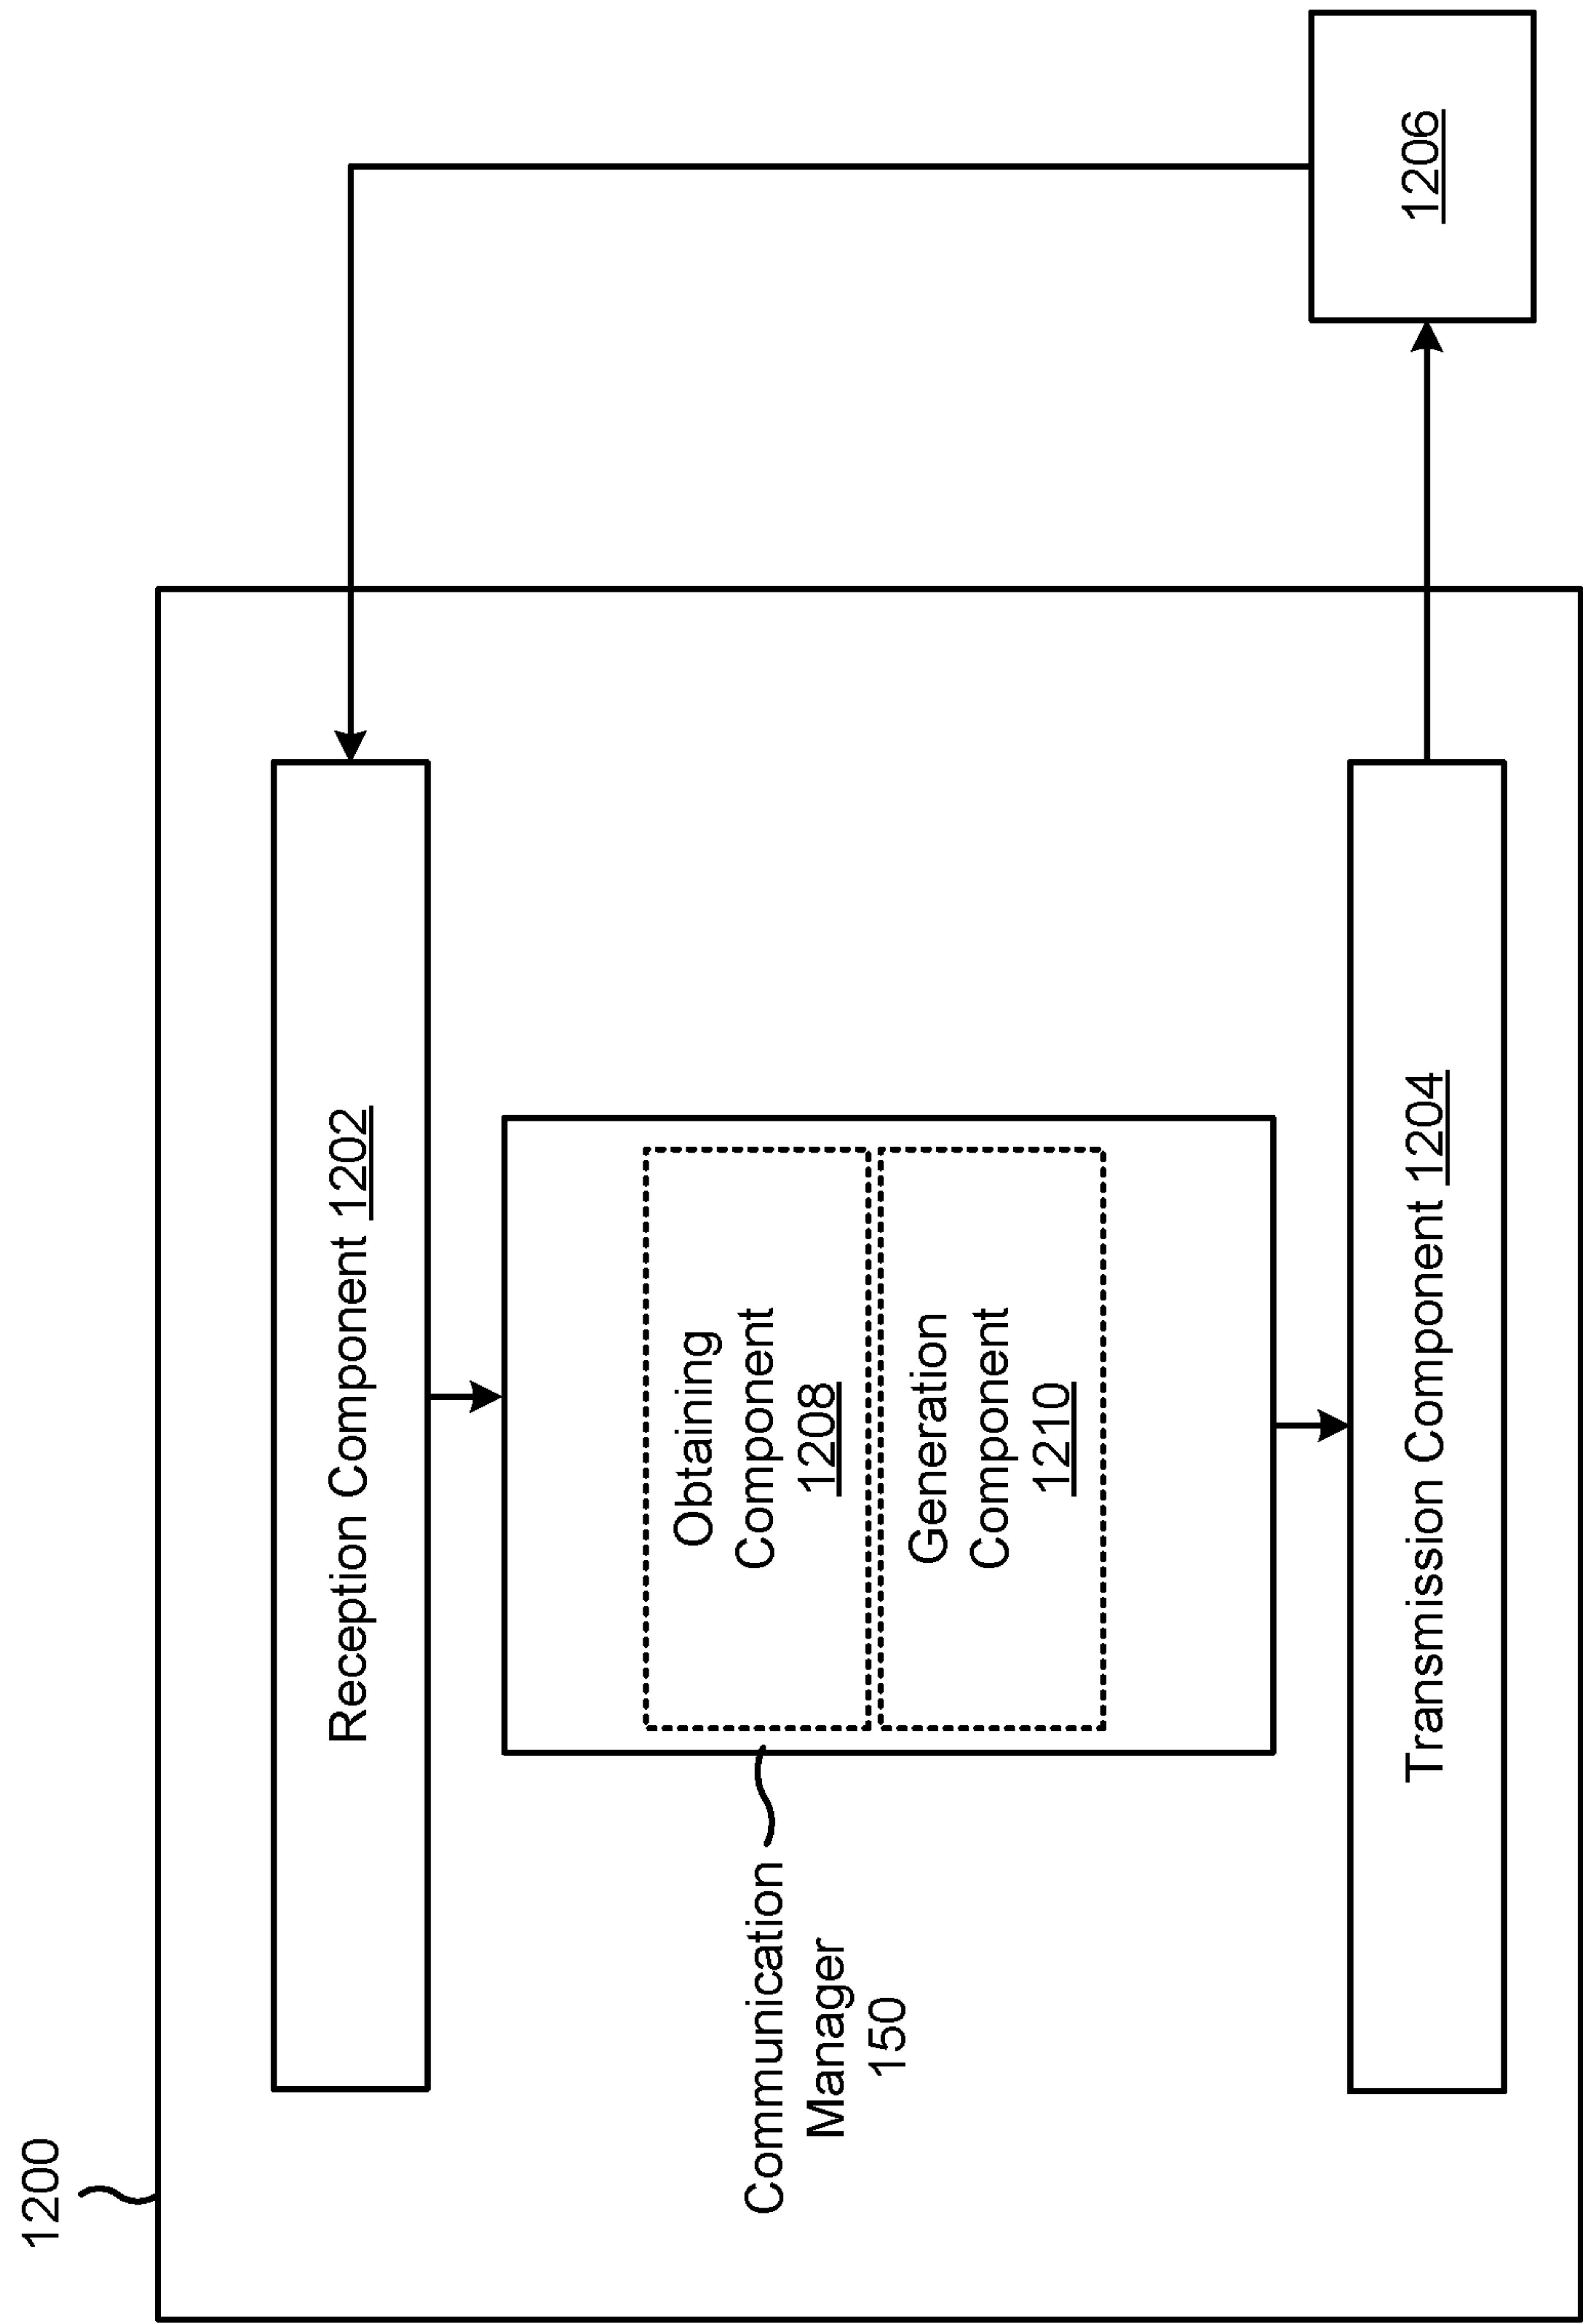 1200
Reception Component 1202
Communication
Manager
150
Obtaining
Component
1208
Generation
Component
1210
Transmission Component 1204
1206